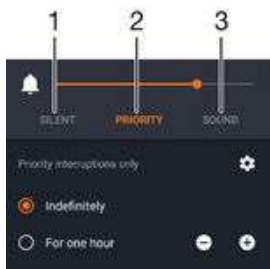 1 2 3
SILENT PRIORITY SOUND
Priority interruptions only
Indefinitely
For one hour